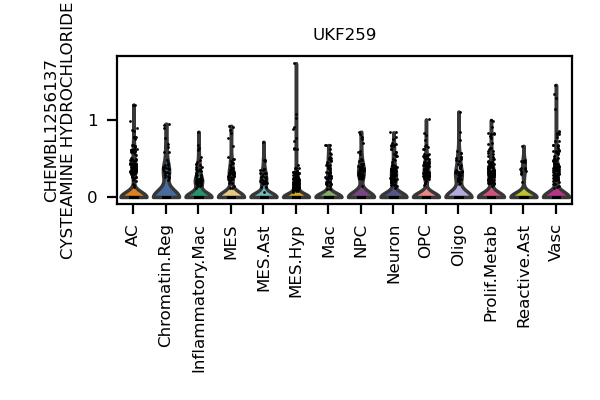 UKF259
CHEMBL1256137
CYSTEAMINE HYDROCHLORIDE
1
0
AC
Chromatin.Reg
Inflammatory.Mac
MES
MES.Ast
MES.Hyp
Mac
NPC
Neuron
OPC
Oligo
Prolif.Metab
Reactive.Ast
Vasc